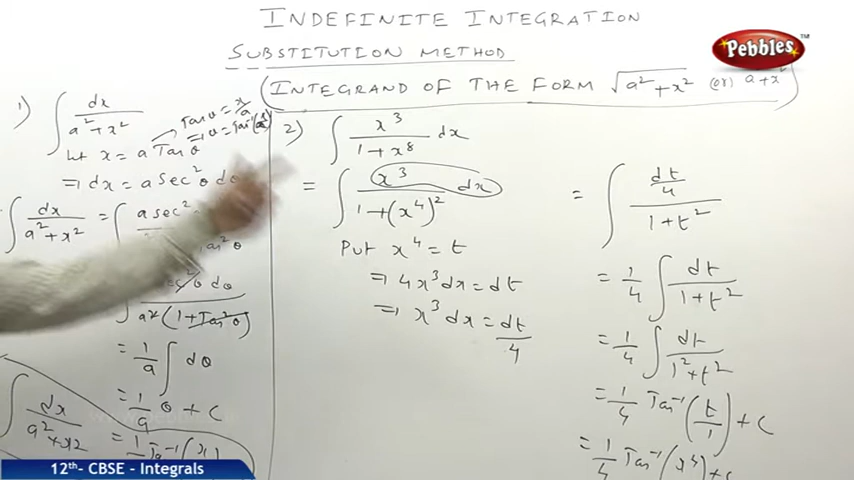 INDEFINITE INTEGRATION
SUBSTITUTION METHOD
Pebbles
(INTEGRAND OF THE FORM √(a²+x²) (or) a+x²)
1) ∫ dx/(a²+x²)
Tanθ = x/a
⇒ θ = Tan⁻¹(x/a)
let x = a Tanθ
⇒ dx = a Sec²θ dθ
∫ dx/(a²+x²) = ∫ a sec²
∫ sec²θ dθ / a²(1+Tan²θ)
= 1/a ∫ dθ
= 1/a θ + C
∫ dx/(a²+x²) = 1/a Tan⁻¹(x
2) ∫ x³/(1+x⁸) dx
= ∫ x³/(1+(x⁴)²) dx
Put x⁴ = t
⇒ 4x³dx = dt
⇒ x³dx = dt/4
= ∫ (dt/4)/(1+t²)
= 1/4 ∫ dt/(1+t²)
= 1/4 ∫ dt/(1²+t²)
= 1/4 Tan⁻¹(t/1) + C
= 1/4 Tan⁻¹(x⁴) + C
12th- CBSE - Integrals